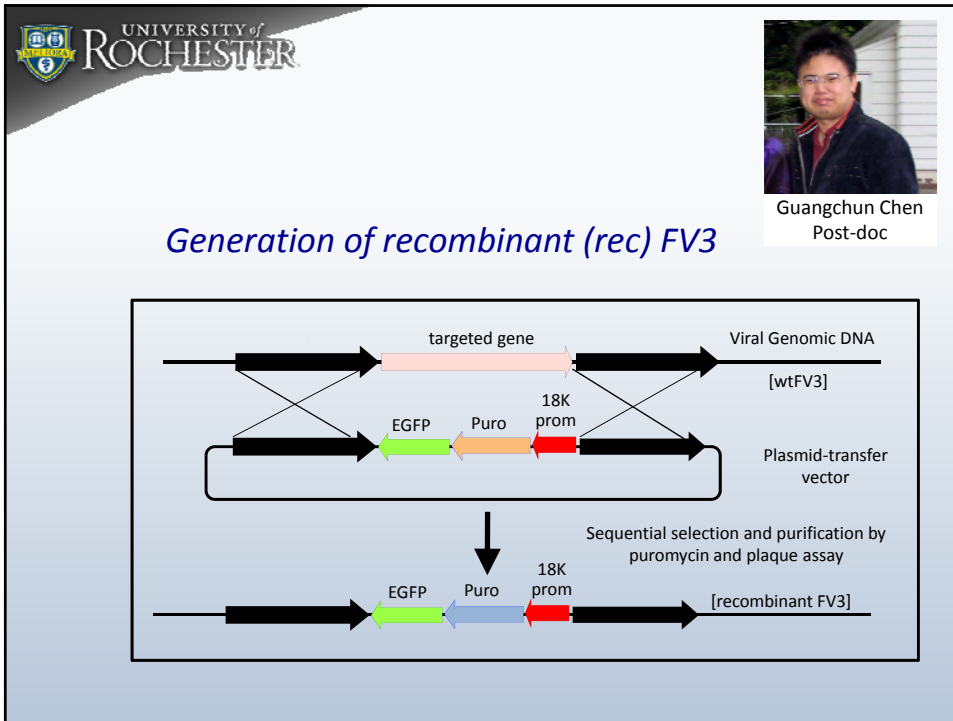 UNIVERSITY of
ROCHESTER
MELIORA
Guangchun Chen
Post-doc
Generation of recombinant (rec) FV3
targeted gene
Viral Genomic DNA
[wtFV3]
EGFP
Puro
18K
prom
Plasmid-transfer
vector
Sequential selection and purification by
puromycin and plaque assay
EGFP
Puro
18K
prom
[recombinant FV3]